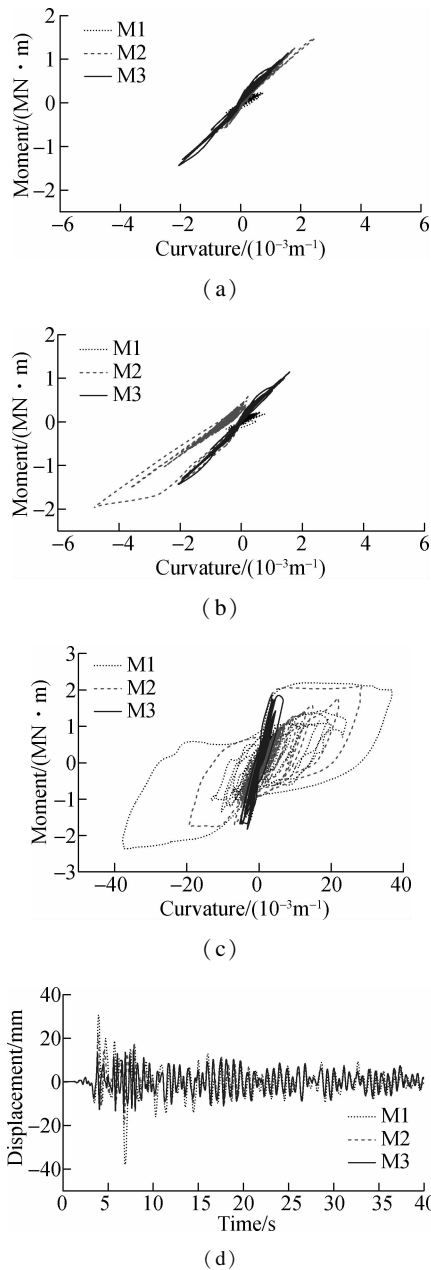 2
M1
M2
1
M3
0
−1
−2
Moment/(MN·m)
−6 −4 −2 0 2 4 6
Curvature/(10⁻³m⁻¹)
(a)
2
M1
M2
1
M3
0
−1
−2
Moment/(MN·m)
−6 −4 −2 0 2 4 6
Curvature/(10⁻³m⁻¹)
(b)
3
M1
2
M2
M3
1
0
−1
−2
−3
Moment/(MN·m)
−40 −20 0 20 40
Curvature/(10⁻³m⁻¹)
(c)
40
20
0
−20
−40
Displacement/mm
M1
M2
M3
0 5 10 15 20 25 30 35 40
Time/s
(d)